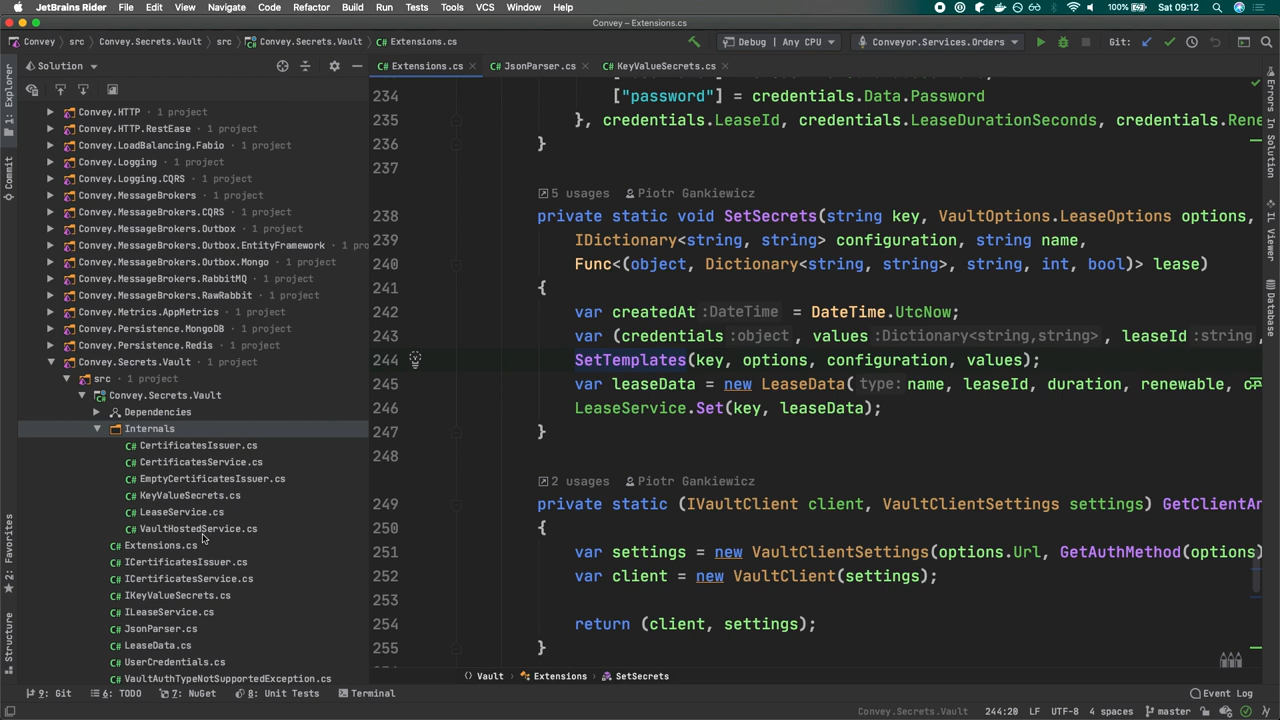 JetBrains Rider File Edit View Navigate Code Refactor Build Run Tests Tools VCS Window Help 100% Sat 09:12
Convey – Extensions.cs
Convey › src › Convey.Secrets.Vault › src › Convey.Secrets.Vault › C# Extensions.cs Debug | Any CPU Conveyor.Services.Orders Git:
Solution
C# Extensions.cs × C# JsonParser.cs × C# KeyValueSecrets.cs ×
1: Explorer
Commit
2: Favorites
Structure
Convey.HTTP · 1 project
Convey.HTTP.RestEase · 1 project
Convey.LoadBalancing.Fabio · 1 project
Convey.Logging · 1 project
Convey.Logging.CQRS · 1 project
Convey.MessageBrokers · 1 project
Convey.MessageBrokers.CQRS · 1 project
Convey.MessageBrokers.Outbox · 1 project
Convey.MessageBrokers.Outbox.EntityFramework · 1 pro
Convey.MessageBrokers.Outbox.Mongo · 1 project
Convey.MessageBrokers.RabbitMQ · 1 project
Convey.MessageBrokers.RawRabbit · 1 project
Convey.Metrics.AppMetrics · 1 project
Convey.Persistence.MongoDB · 1 project
Convey.Persistence.Redis · 1 project
Convey.Secrets.Vault · 1 project
src · 1 project
Convey.Secrets.Vault
Dependencies
Internals
C# CertificatesIssuer.cs
C# CertificatesService.cs
C# EmptyCertificatesIssuer.cs
C# KeyValueSecrets.cs
C# LeaseService.cs
C# VaultHostedService.cs
C# Extensions.cs
C# ICertificatesIssuer.cs
C# ICertificatesService.cs
C# IKeyValueSecrets.cs
C# ILeaseService.cs
C# JsonParser.cs
C# LeaseData.cs
C# UserCredentials.cs
C# VaultAuthTypeNotSupportedException.cs
234 ["password"] = credentials.Data.Password
235 }, credentials.LeaseId, credentials.LeaseDurationSeconds, credentials.Rene
236 }
237
5 usages Piotr Gankiewicz
238 private static void SetSecrets(string key, VaultOptions.LeaseOptions options,
239 IDictionary<string, string> configuration, string name,
240 Func<(object, Dictionary<string, string>, string, int, bool)> lease)
241 {
242 var createdAt :DateTime = DateTime.UtcNow;
243 var (credentials :object , values :Dictionary<string,string> , leaseId :string ,
244 SetTemplates(key, options, configuration, values);
245 var leaseData = new LeaseData( type: name, leaseId, duration, renewable, c
246 LeaseService.Set(key, leaseData);
247 }
248
2 usages Piotr Gankiewicz
249 private static (IVaultClient client, VaultClientSettings settings) GetClientAn
250 {
251 var settings = new VaultClientSettings(options.Url, GetAuthMethod(options)
252 var client = new VaultClient(settings);
253
254 return (client, settings);
255 }
Errors In Solution
IL Viewer
Database
Vault › Extensions › SetSecrets
9: Git 6: TODO 7: NuGet 8: Unit Tests Terminal Event Log
Convey.Secrets.Vault 244:20 LF UTF-8 4 spaces master